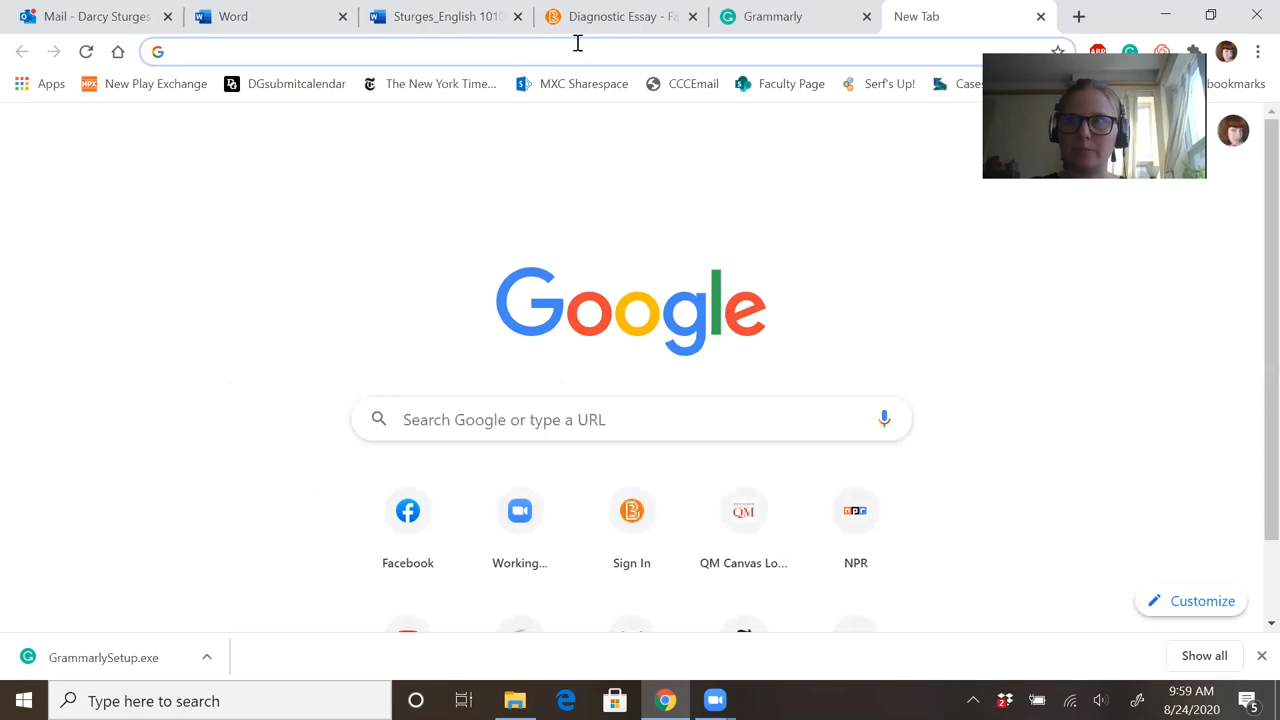 Mail - Darcy Sturges
Word
Sturges_English 101
Diagnostic Essay - Fa
Grammarly
New Tab
ABP
Apps
New Play Exchange
DGsubmitcalendar
The New York Time...
MXC Sharespace
CCCEmail
Faculty Page
Serf's Up!
Cases
bookmarks
Google
Search Google or type a URL
Facebook
Working...
Sign In
QM Canvas Lo...
NPR
Customize
GrammarlySetup.exe
Show all
Type here to search
9:59 AM
8/24/2020